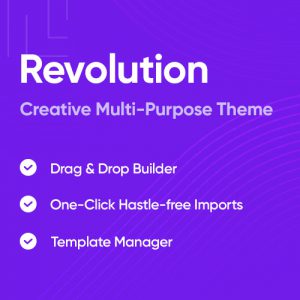 Revolution
Creative Multi-Purpose Theme
Drag & Drop Builder
One-Click Hastle-free Imports
Template Manager